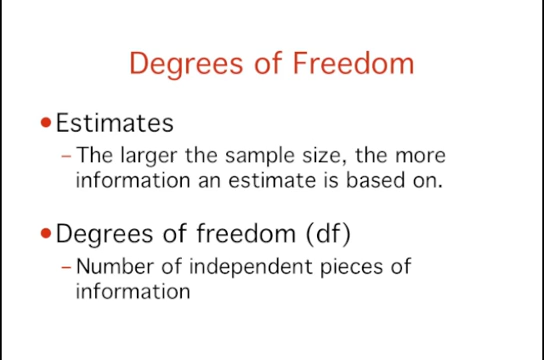 Degrees of Freedom
•Estimates
–The larger the sample size, the more
information an estimate is based on.
•Degrees of freedom (df)
–Number of independent pieces of
information